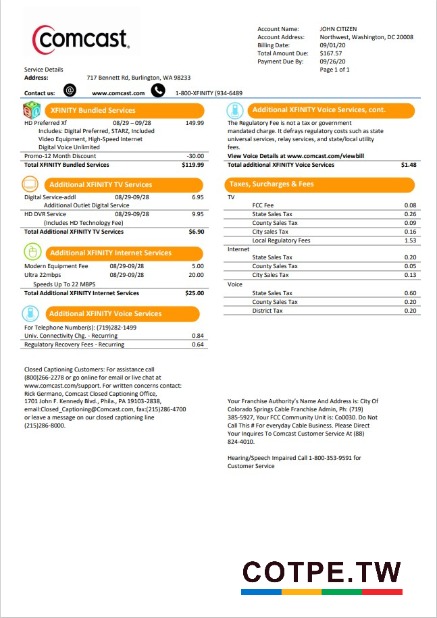 comcast.
Account Name: JOHN CITIZEN
Account Address: Northwest, Washington, DC 20008
Billing Date: 09/01/20
Total Amount Due: $167.57
Payment Due By: 09/26/20
Page 1 of 1
Service Details
Address: 717 Bennett Rd, Burlington, WA 98233
Contact us: www.comcast.com 1-800-XFINITY (934-6489
XFINITY Bundled Services
HD Preferred XF 08/29 –09/28 149.99
Includes: Digital Preferred, STARZ, Included
Video Equipment, High-Speed Internet
Digital Voice Unlimited
Promo-12 Month Discount -30.00
Total XFINITY Bundled Services $119.99
Additional XFINITY TV Services
Digital Service-addl 08/29-09/28 6.95
Additional Outlet Digital Service
HD DVR Service 08/29-09/28 9.95
(Includes HD Technology Fee)
Total Additional XFINITY TV Services $6.90
Additional XFINITY Internet Services
Modern Equipment Fee 08/29-09/28 5.00
Ultra 22mbps 08/29-09/28 20.00
Speeds Up To 22 MBPS
Total Additional XFINITY Internet Services $25.00
Additional XFINITY Voice Services
For Telephone Number(s): (719)282-1499
Univ. Connectivity Chg. - Recurring 0.84
Regulatory Recovery Fees - Recurring 0.64
Closed Captioning Customers: For assistance call
(800)266-2278 or go online for email or live chat at
www.comcast.com/support. For written concerns contact:
Rick Germano, Comcast Closed Captioning Office,
1701 John F. Kennedy Blvd., Phila., PA 19103-2838,
email:Closed_Captioning@Comcast.com, fax:(215)286-4700
or leave a message on our closed captioning line
(215)286-8000.
Additional XFINITY Voice Services, cont.
The Regulatory Fee is not a tax or government
mandated charge. It defrays regulatory costs such as state
universal services, relay services, and state/local utility
fees.
View Voice Details at www.comcast.com/viewbill
Total additional XFINITY Voice Services $1.48
Taxes, Surcharges & Fees
TV
FCC Fee 0.08
State Sales Tax 0.26
County Sales Tax 0.09
City sales Tax 0.16
Local Regulatory Fees 1.53
Internet
State Sales Tax 0.20
County Sales Tax 0.05
City Sales Tax 0.13
Voice
State Sales Tax 0.60
County Sales Tax 0.20
District Tax 0.20
Your Franchise Authority's Name And Address is: City Of
Colorado Springs Cable Franchise Admin, Ph: (719)
385-5927, Your FCC Community Unit is: Co0030. Do Not
Call This # For everyday Cable Business. Please Direct
Your Inquires To Comcast Customer Service At (88)
824-4010.
Hearing/Speech Impaired Call 1-800-353-9591 for
Customer Service
COTPE.TW